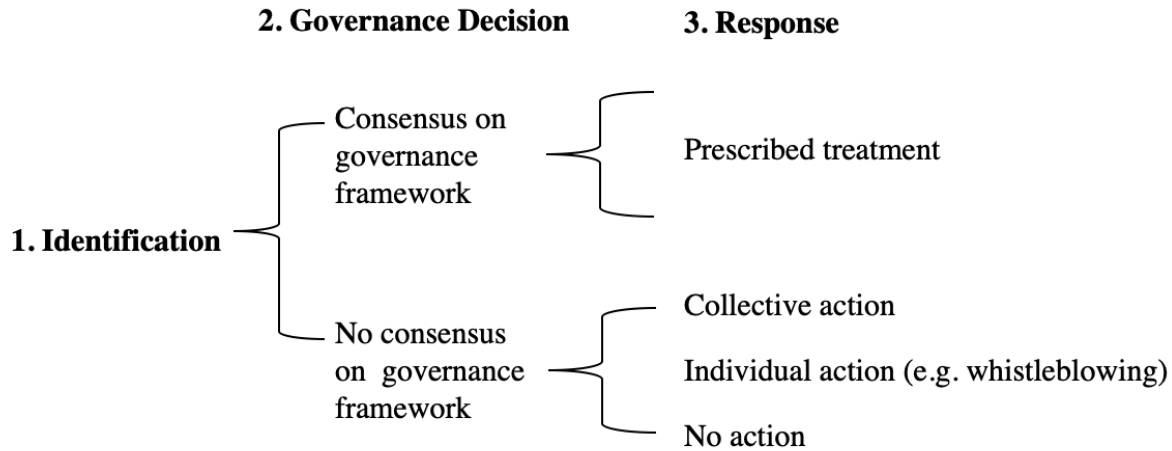 2. Governance Decision
3. Response
1. Identification
Consensus on
governance
framework
Prescribed treatment
No consensus
on governance
framework
Collective action
Individual action (e.g. whistleblowing)
No action